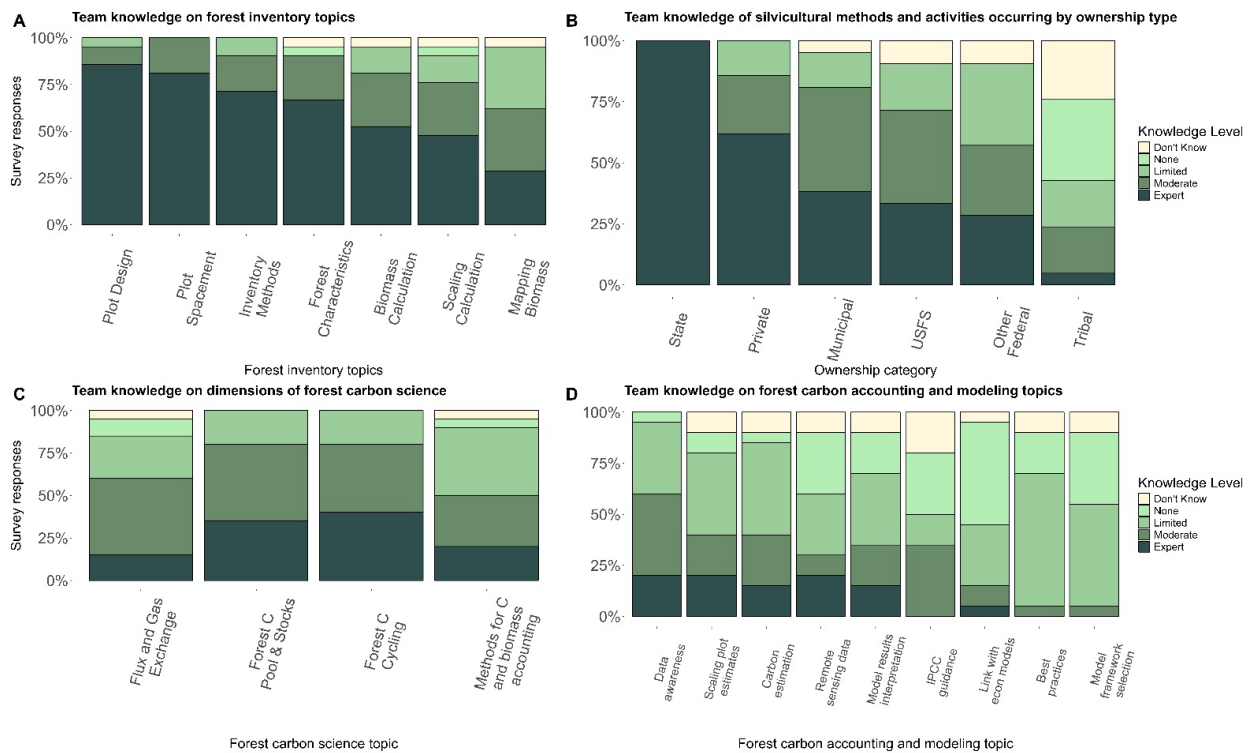 A
Team knowledge on forest inventory topics
Survey responses
100%
75%
50%
25%
0%
Plot Design
Plot
Spacement
Inventory
Methods
Forest
Characteristics
Biomass
Calculation
Scaling
Calculation
Mapping
Biomass
Forest inventory topics
B
Team knowledge of silvicultural methods and activities occurring by ownership type
100%
75%
50%
25%
0%
State
Private
Municipal
USFS
Other
Federal
Tribal
Ownership category
Knowledge Level
Don't Know
None
Limited
Moderate
Expert
C
Team knowledge on dimensions of forest carbon science
Survey responses
100%
75%
50%
25%
0%
Flux and Gas
Exchange
Forest C
Pool & Stocks
Forest C
Cycling
Methods for C
and biomass
accounting
Forest carbon science topic
D
Team knowledge on forest carbon accounting and modeling topics
100%
75%
50%
25%
0%
Data
awareness
Scaling plot
estimates
Carbon
estimation
Remote
sensing data
Model results
interpretation
IPCC
guidance
Link with
econ models
Best
practices
Model
framework
selection
Forest carbon accounting and modeling topic
Knowledge Level
Don't Know
None
Limited
Moderate
Expert